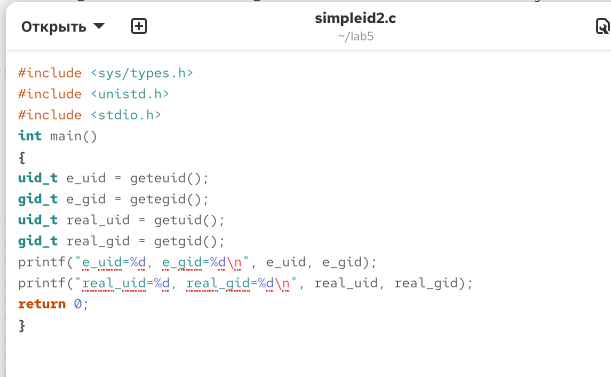 Открыть
simpleid2.c
~/lab5
#include <sys/types.h>
#include <unistd.h>
#include <stdio.h>
int main()
{
uid_t e_uid = geteuid();
gid_t e_gid = getegid();
uid_t real_uid = getuid();
gid_t real_gid = getgid();
printf("e_uid=%d, e_gid=%d\n", e_uid, e_gid);
printf("real_uid=%d, real_gid=%d\n", real_uid, real_gid);
return 0;
}